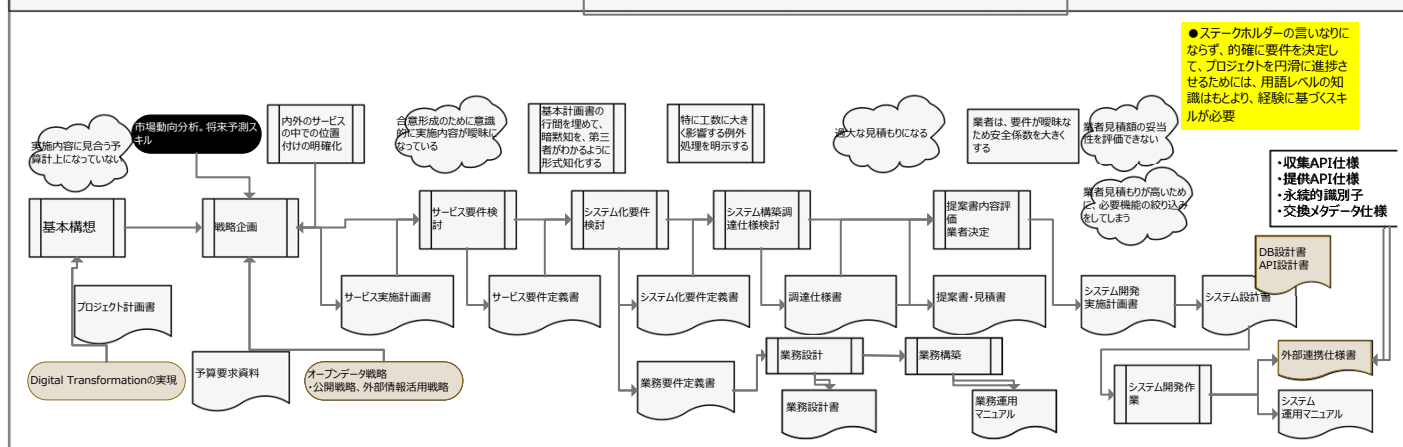 ●ステークホルダーの言いなりに
ならず、的確に要件を決定し
て、プロジェクトを円滑に進捗さ
せるためには、用語レベルの知
識はもとより、経験に基づくスキ
ルが必要
実施内容に見合う予
算計上になっていない
市場動向分析。将来予測ス
キル
内外のサービス
の中での位置
付けの明確化
合意形成のために意識
的に実施内容が曖昧に
なっている
基本計画書の
行間を埋めて、
暗黙知を、第三
者がわかるように
形式知化する
特に工数に大き
く影響する例外
処理を明示する
過大な見積もりになる
業者は、要件が曖昧な
ため安全係数を大きく
する
業者見積額の妥当
性を評価できない
業者見積もりが高いため
に、必要機能の絞り込み
をしてしまう
・収集API仕様
・提供API仕様
・永続的識別子
・交換メタデータ仕様
基本構想
戦略企画
サービス要件検
討
システム化要件
検討
システム構築調
達仕様検討
提案書内容評
価
業者決定
DB設計書
API設計書
プロジェクト計画書
サービス実施計画書
サービス要件定義書
システム化要件定義書
調達仕様書
提案書・見積書
システム開発
実施計画書
システム設計書
Digital Transformationの実現
予算要求資料
オープンデータ戦略
・公開戦略、外部情報活用戦略
業務要件定義書
業務設計
業務構築
業務設計書
業務運用
マニュアル
システム開発作
業
外部連携仕様書
システム
運用マニュアル